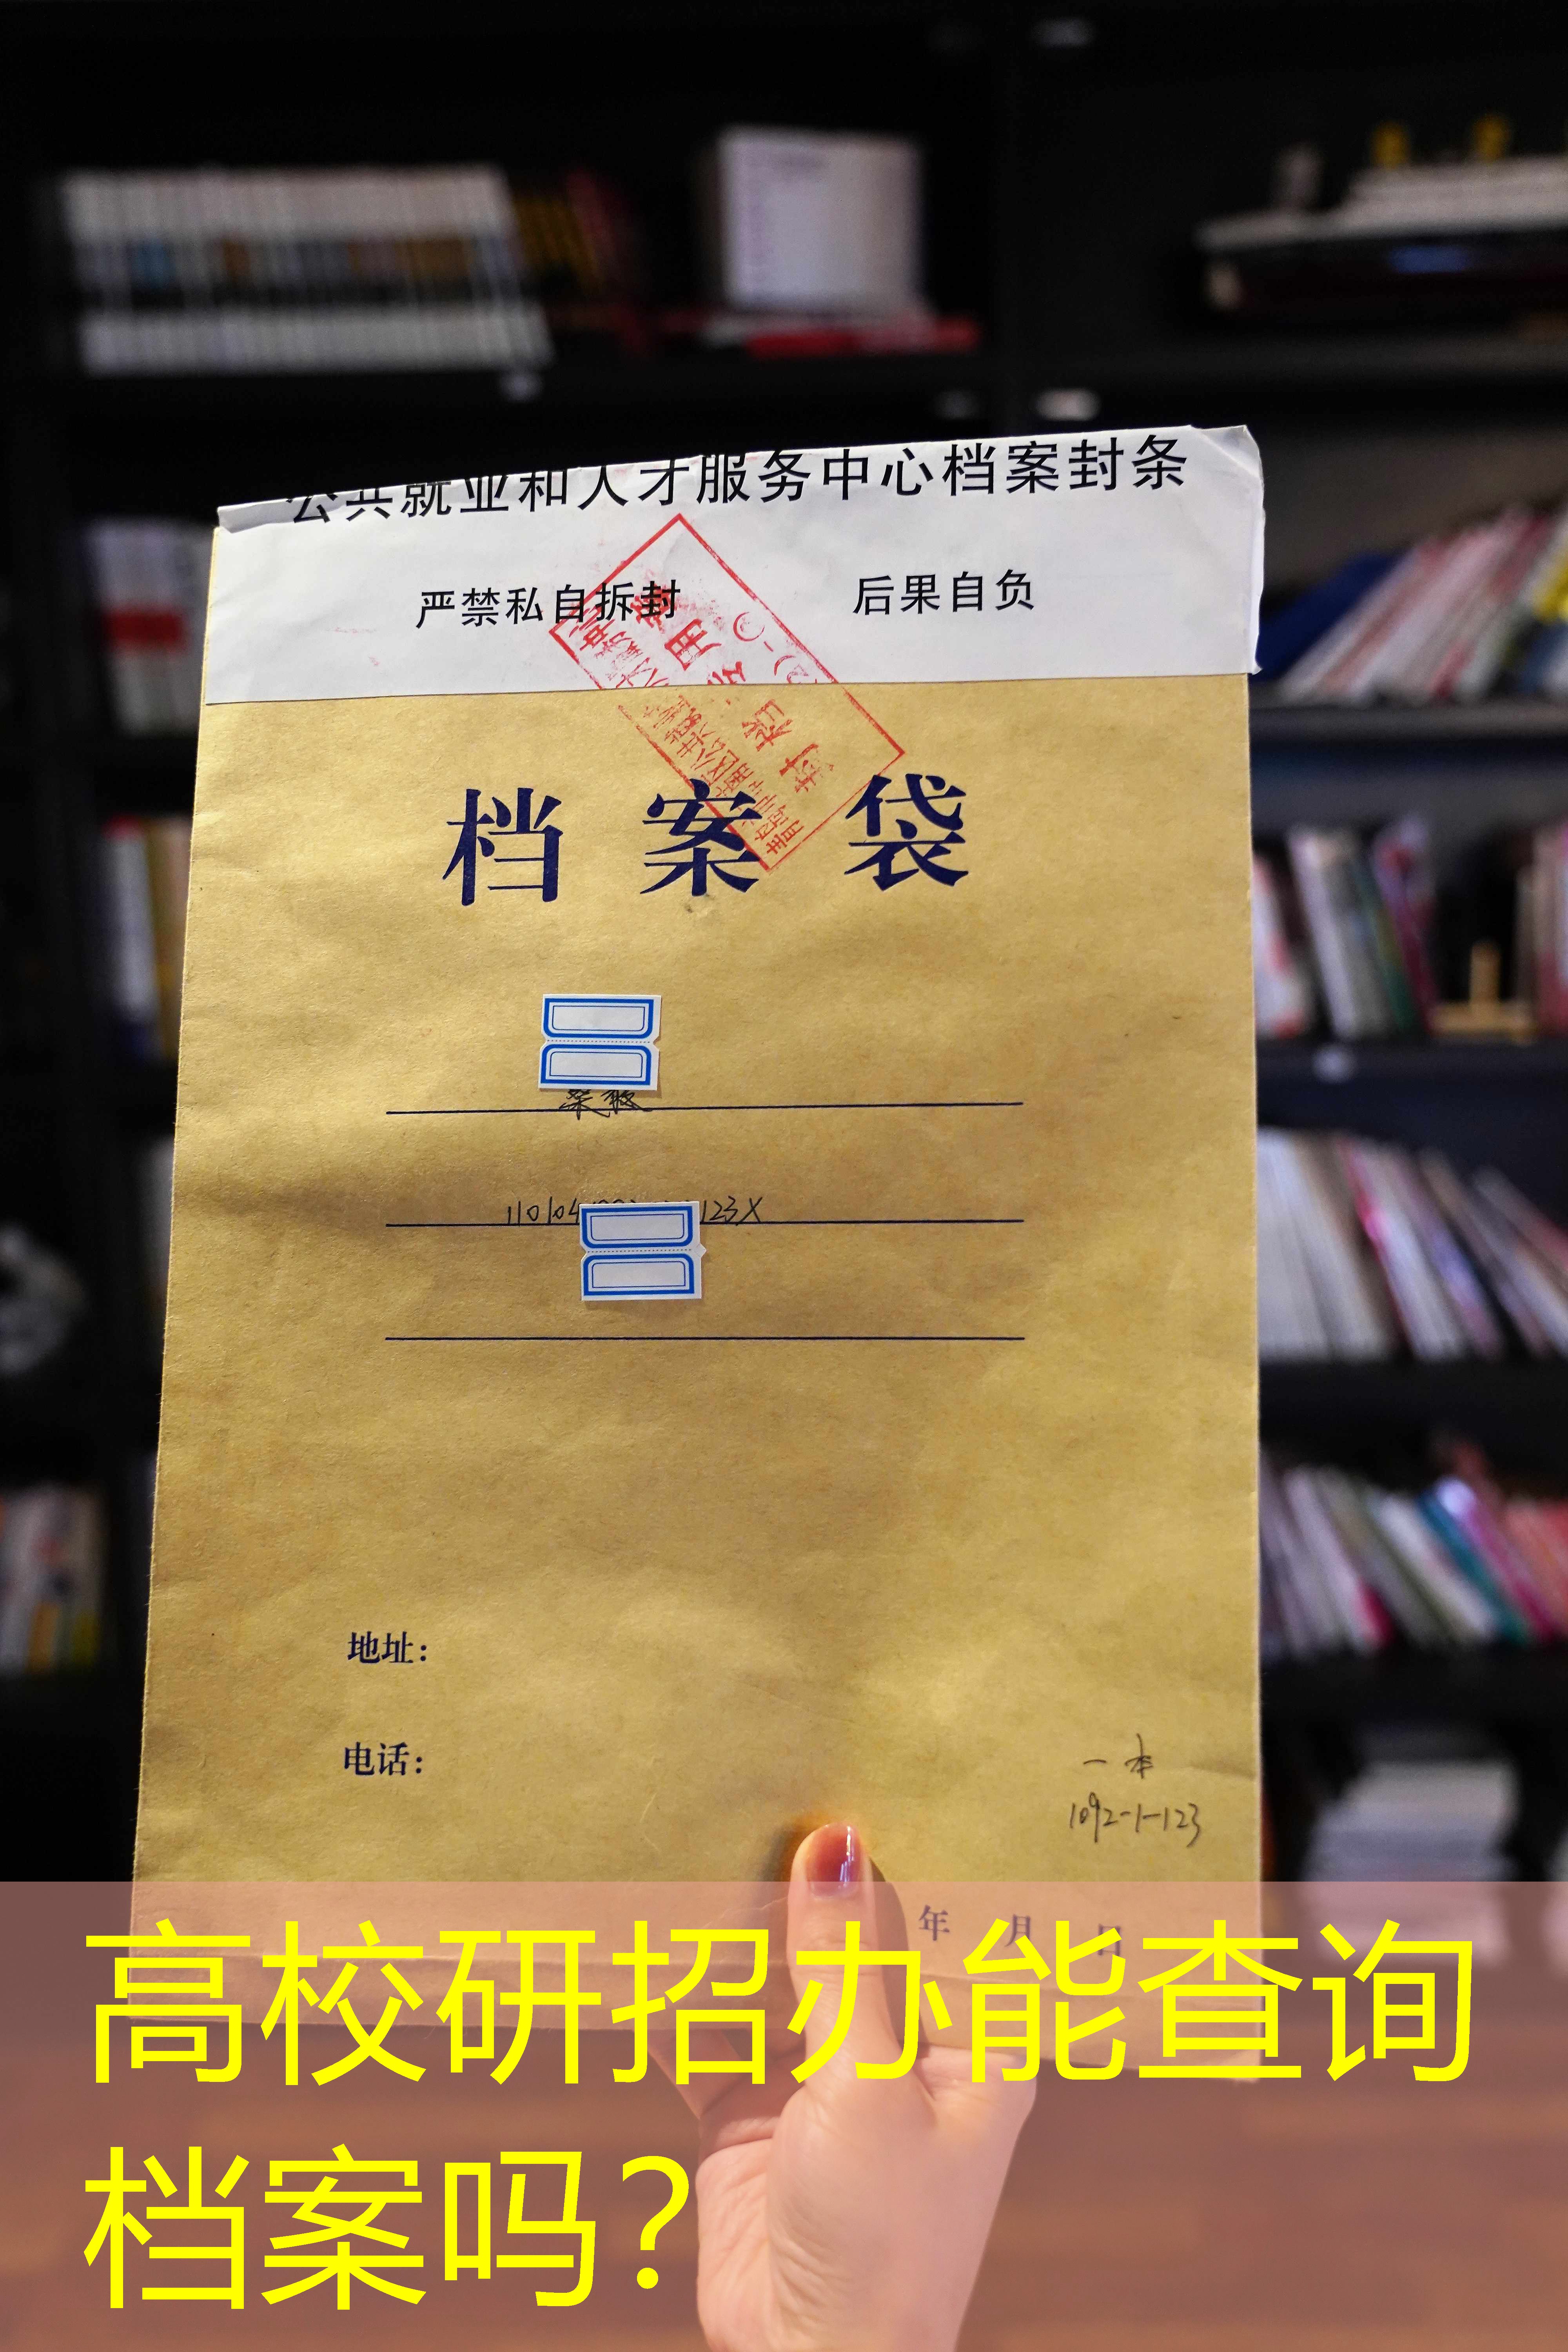 公共就业和人才服务中心档案封条
严禁私自拆封 后果自负
档案袋
123X
地址：
电话：
一本
1092-1-123
年 月 日
高校研招办能查询
档案吗？